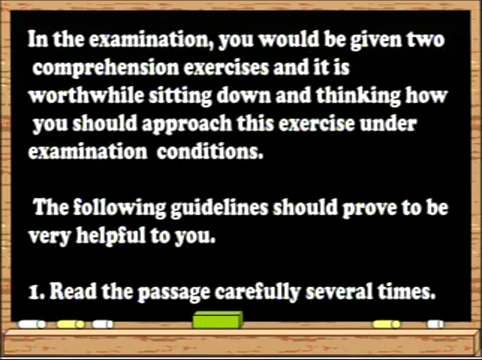 In the examination, you would be given two
comprehension exercises and it is
worthwhile sitting down and thinking how
you should approach this exercise under
examination conditions.
The following guidelines should prove to be
very helpful to you.
1. Read the passage carefully several times.